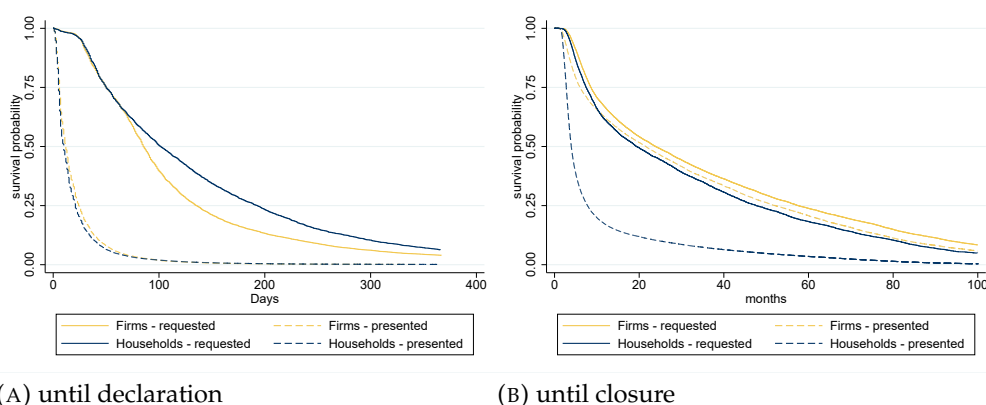 survival probability
0.00 0.25 0.50 0.75 1.00
0 100 200 300 400
Days
Firms - requested Firms - presented
Households - requested Households - presented
(A) until declaration
survival probability
0.00 0.25 0.50 0.75 1.00
0 20 40 60 80 100
months
Firms - requested Firms - presented
Households - requested Households - presented
(B) until closure